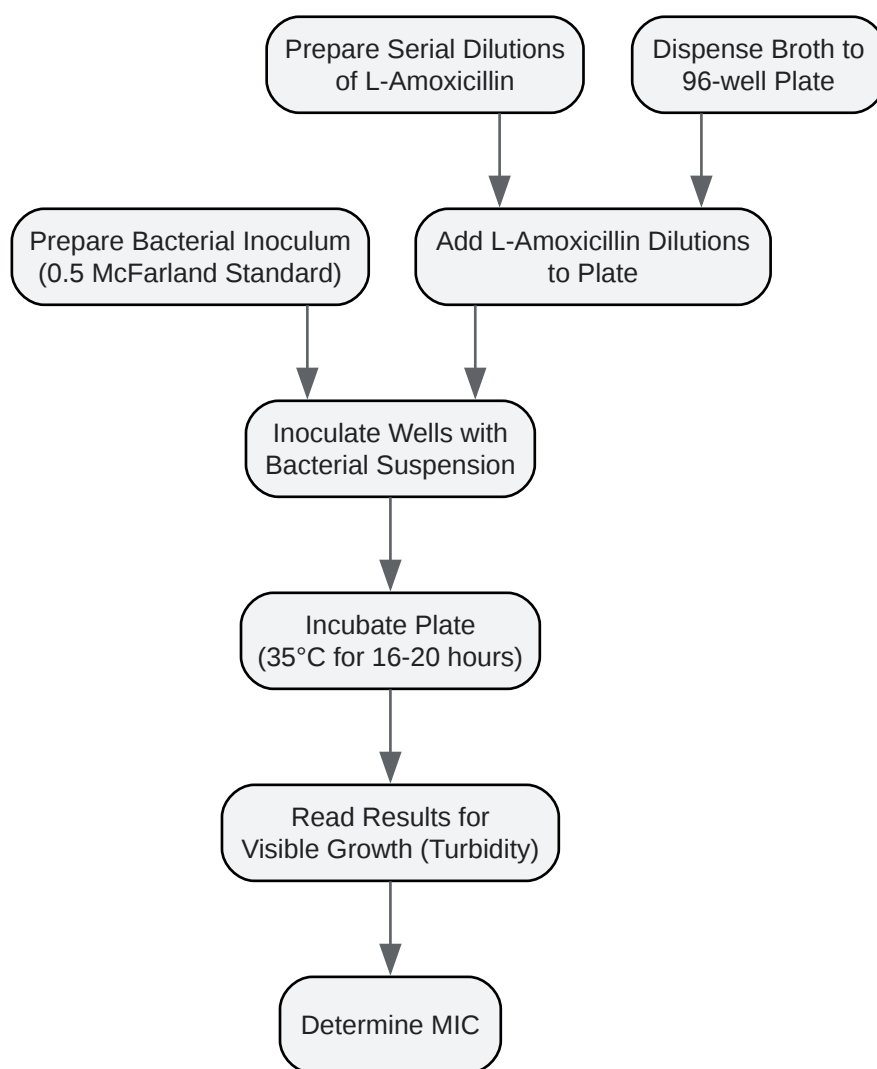 Prepare Serial Dilutions
of L-Amoxicillin
Dispense Broth to
96-well Plate
Prepare Bacterial Inoculum
(0.5 McFarland Standard)
Add L-Amoxicillin Dilutions
to Plate
Inoculate Wells with
Bacterial Suspension
Incubate Plate
(35°C for 16-20 hours)
Read Results for
Visible Growth (Turbidity)
Determine MIC